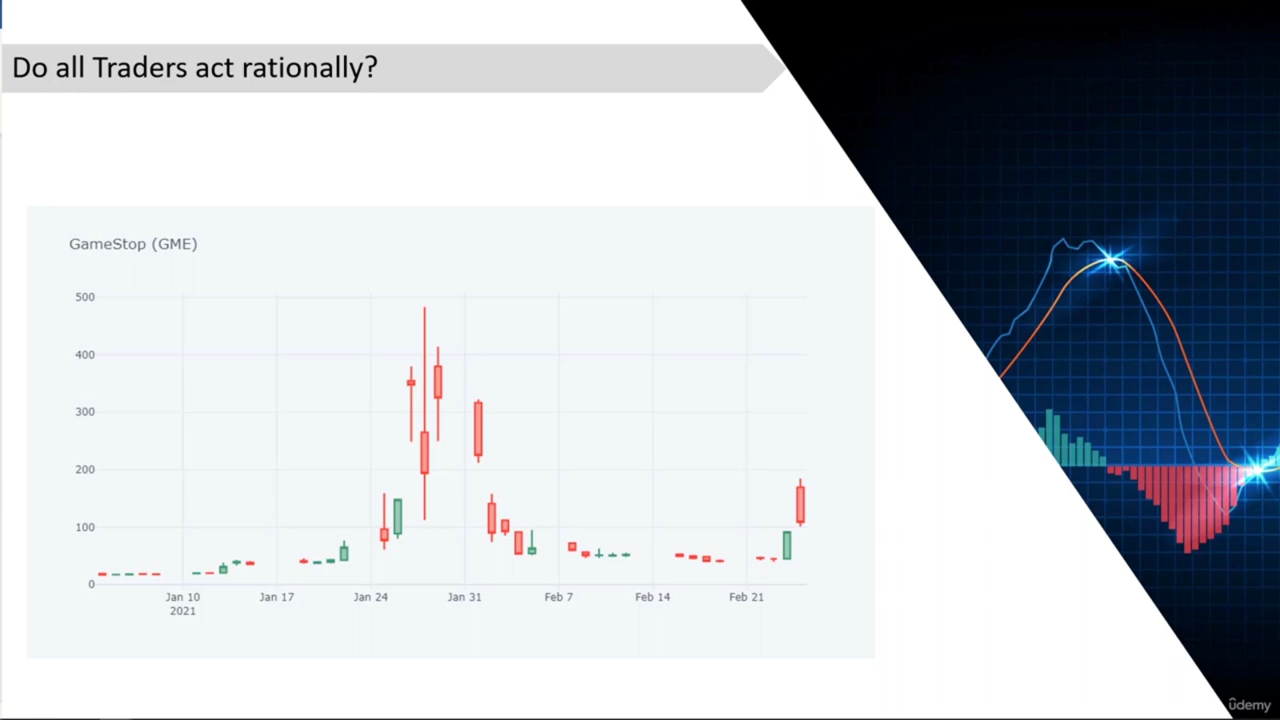 Do all Traders act rationally?
GameStop (GME)
500
400
300
200
100
0
Jan 10 Jan 17 Jan 24 Jan 31 Feb 7 Feb 14 Feb 21
2021
ûdemy